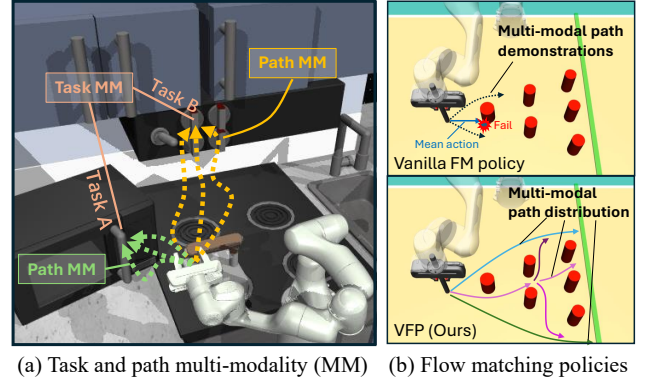 Task MM
Task B
Path MM
Task A
Path MM
Multi-modal path
demonstrations
Fail
Mean action
Vanilla FM policy
Multi-modal
path distribution
VFP (Ours)
(a) Task and path multi-modality (MM)
(b) Flow matching policies